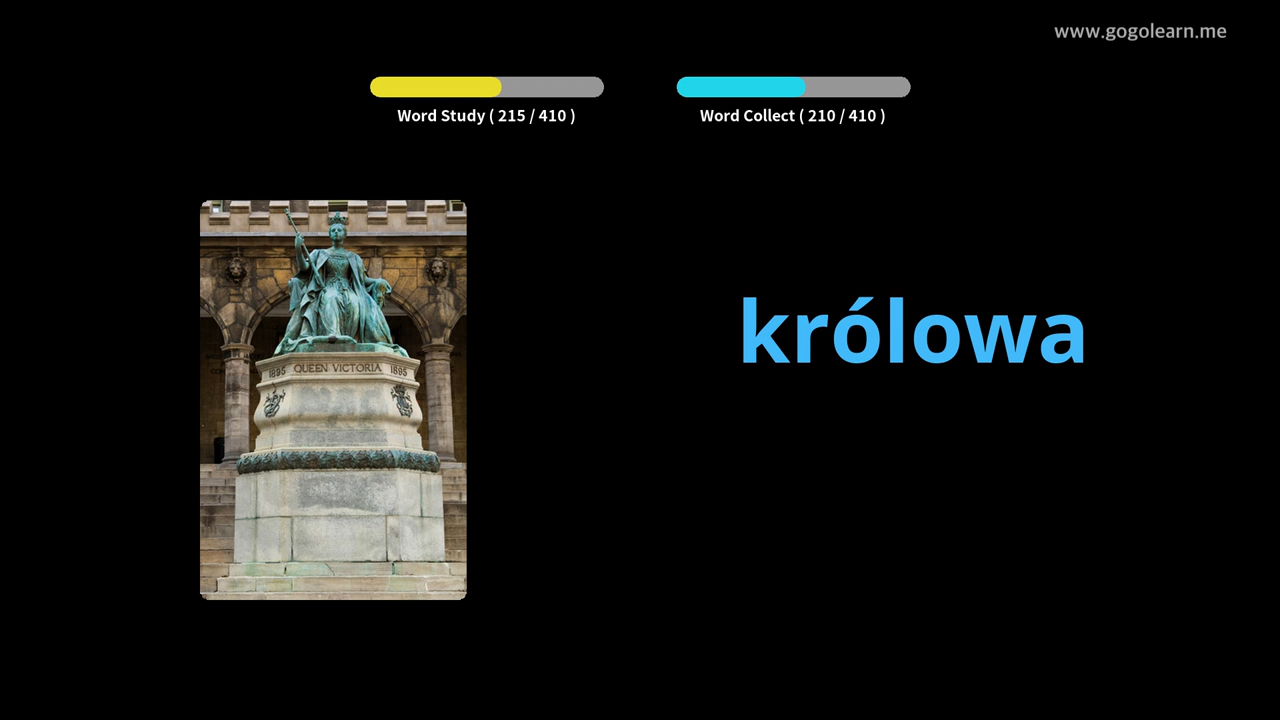 www.gogolearn.me
Word Study ( 215 / 410 )
Word Collect ( 210 / 410 )
królowa
1895 QUEEN VICTORIA 1895